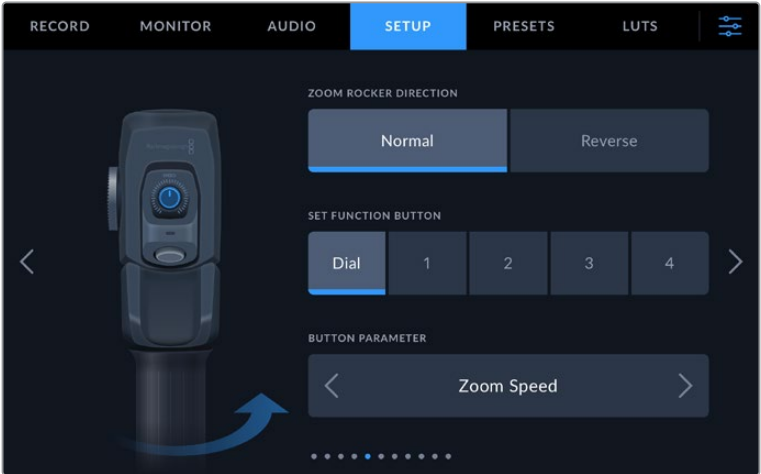 RECORD MONITOR AUDIO SETUP PRESETS LUTS
ZOOM ROCKER DIRECTION
Normal Reverse
SET FUNCTION BUTTON
Dial 1 2 3 4
BUTTON PARAMETER
Zoom Speed